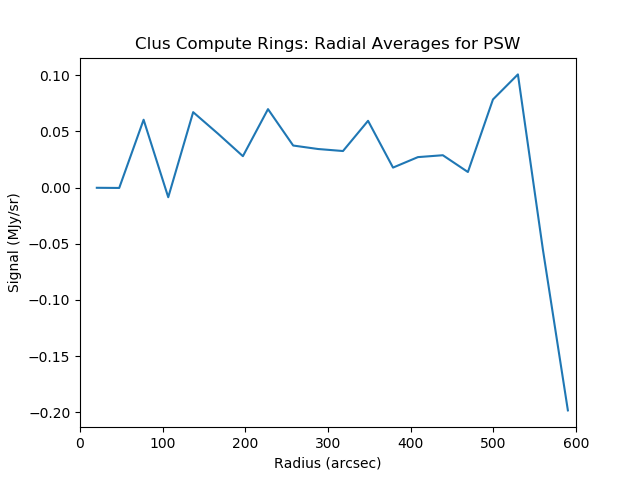 Clus Compute Rings: Radial Averages for PSW
0.10
0.05
0.00
−0.05
−0.10
−0.15
−0.20
Signal (MJy/sr)
0 100 200 300 400 500 600
Radius (arcsec)